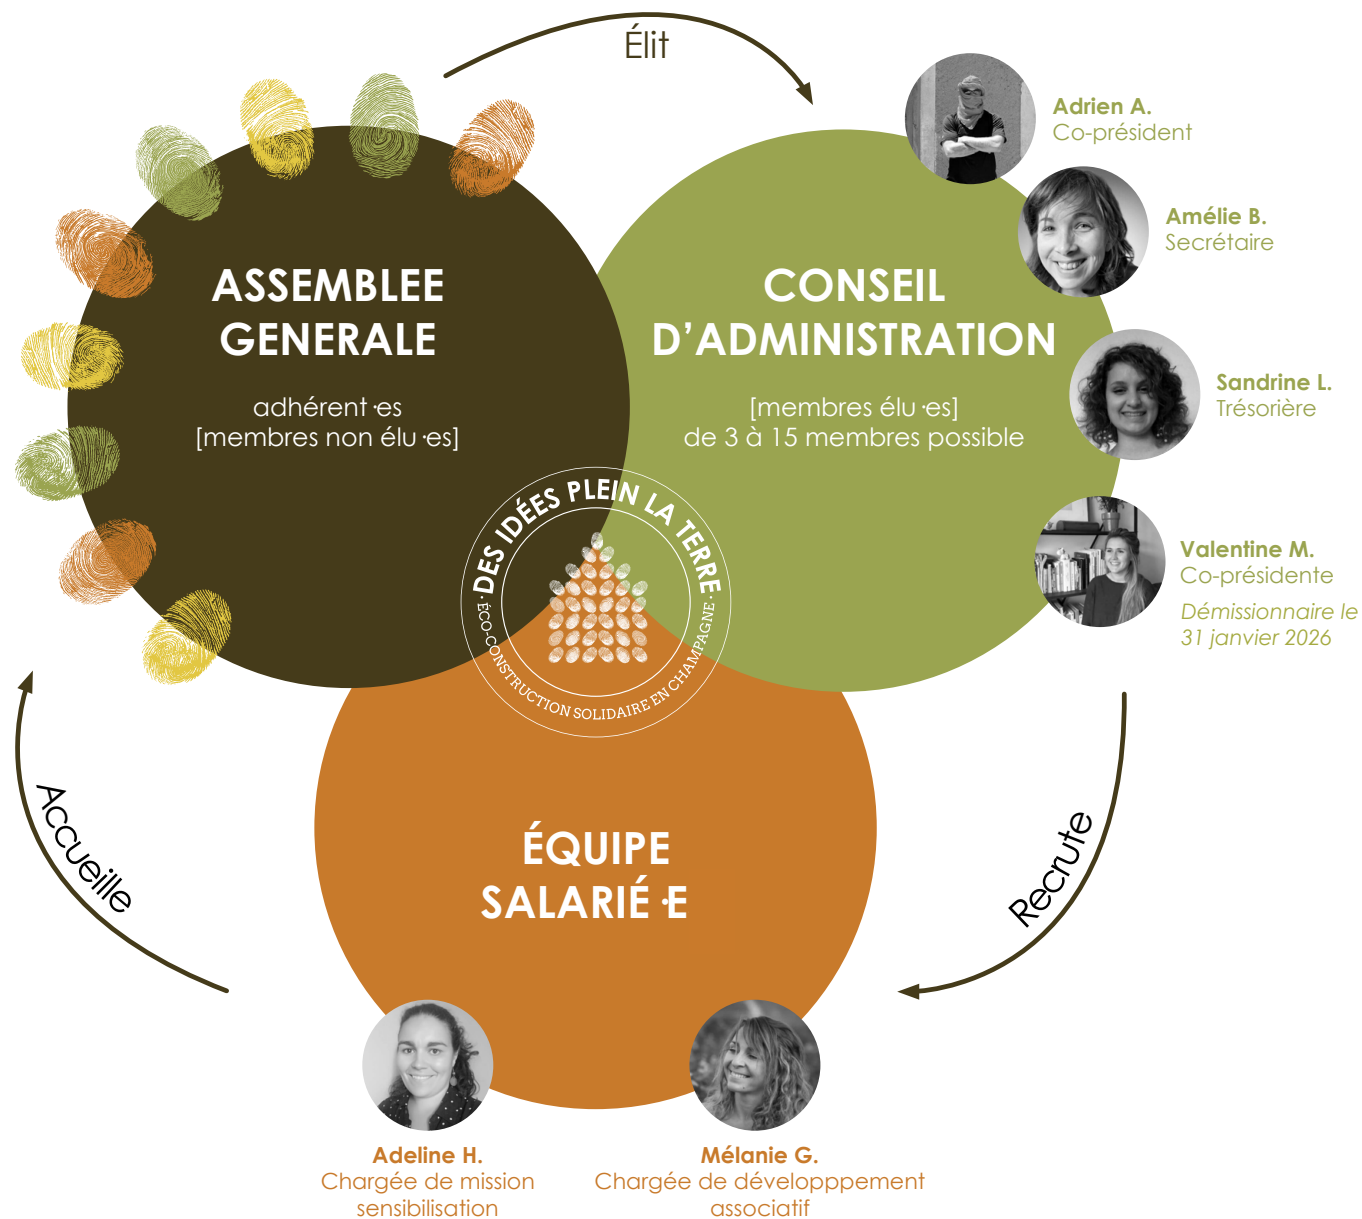 Élit
Adrien A.
Co-président
Amélie B.
Secrétaire
ASSEMBLEE
GENERALE
adhérent·es
[membres non élu·es]
CONSEIL
D'ADMINISTRATION
[membres élu·es]
de 3 à 15 membres possible
Sandrine L.
Trésorière
Valentine M.
Co-présidente
Démissionnaire le
31 janvier 2026
· DES IDÉES PLEIN LA TERRE ·
ÉCO-CONSTRUCTION SOLIDAIRE EN CHAMPAGNE
Accueille
Recrute
ÉQUIPE
SALARIÉ·E
Adeline H.
Chargée de mission
sensibilisation
Mélanie G.
Chargée de développpement
associatif